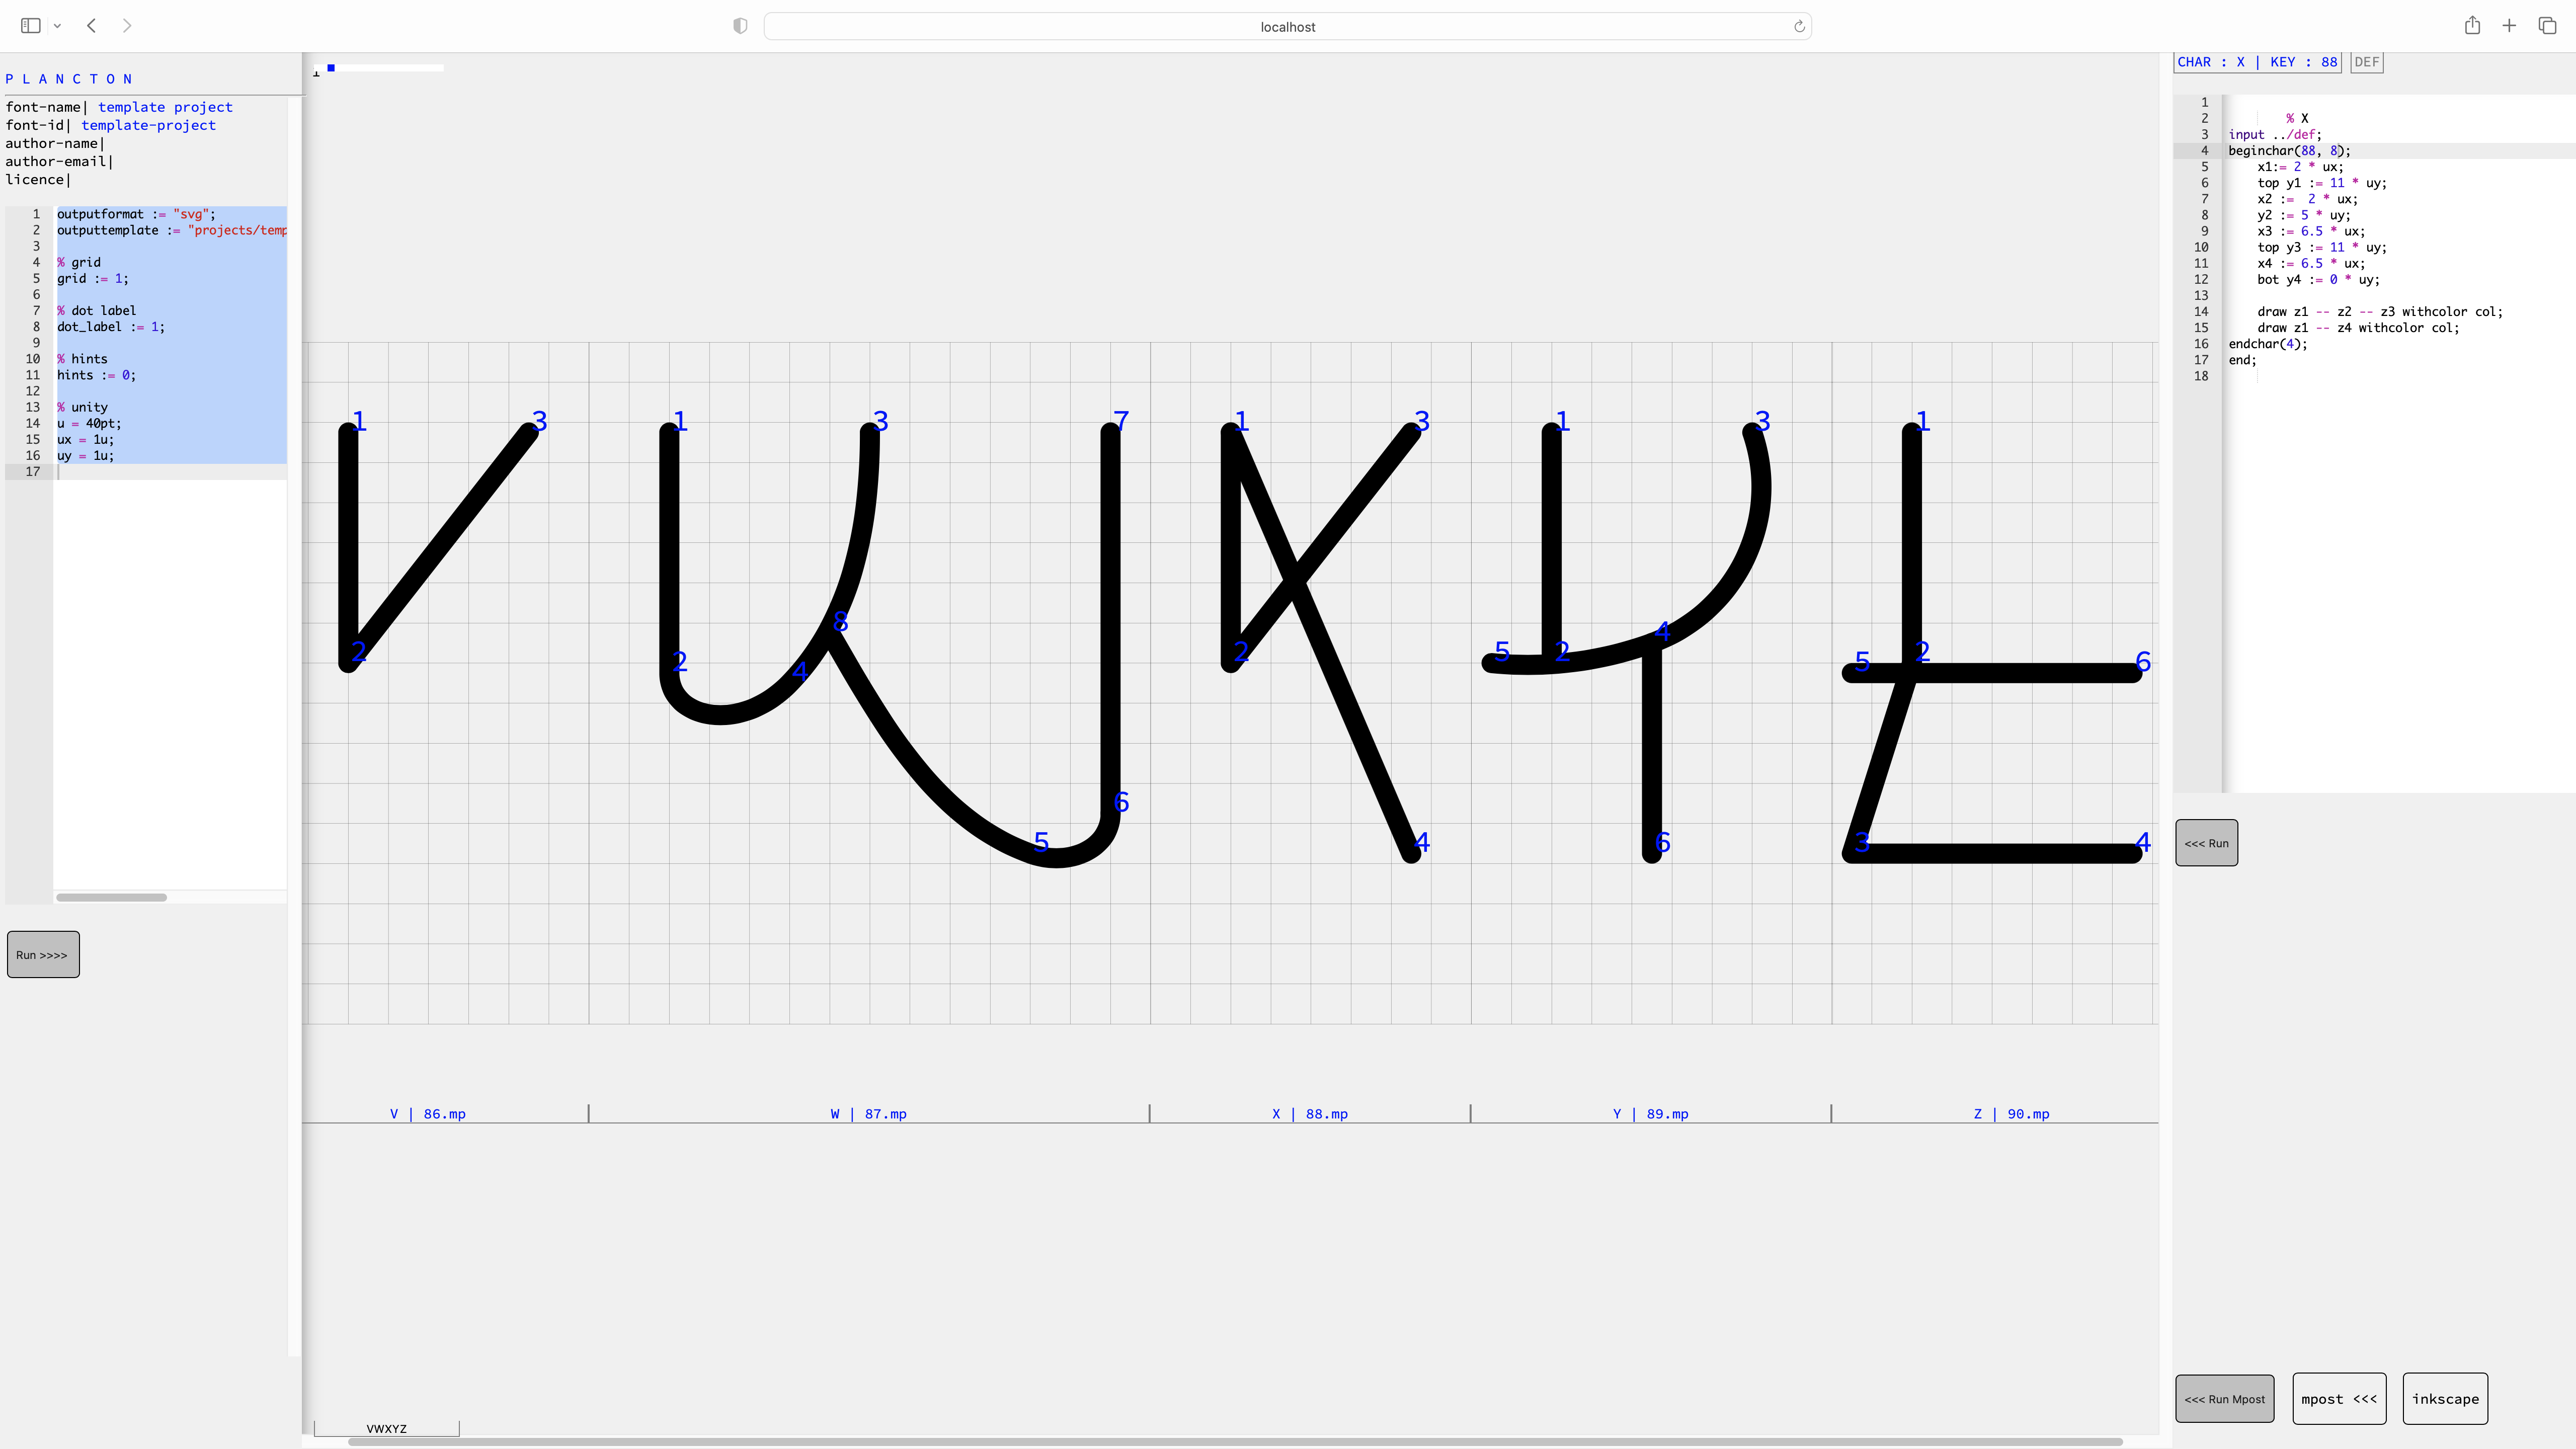 localhost
P L A N C T O N
font-name| template project
font-id| template-project
author-name|
author-email|
licence|
1 outputformat := "svg";
2 outputtemplate := "projects/temp
3
4 % grid
5 grid := 1;
6
7 % dot label
8 dot_label := 1;
9
10 % hints
11 hints := 0;
12
13 % unity
14 u = 40pt;
15 ux = 1u;
16 uy = 1u;
17
Run >>>>
1 3 1 3 7 1 3 1 3 1
8 4
2 2 4 2 5 2 5 2 6
6
5 4 6 3 4
V | 86.mp
W | 87.mp
X | 88.mp
Y | 89.mp
Z | 90.mp
VWXYZ
CHAR : X | KEY : 88 DEF
1
2 % X
3 input ../def;
4 beginchar(88, 8);
5 x1:= 2 * ux;
6 top y1 := 11 * uy;
7 x2 :=  2 * ux;
8 y2 := 5 * uy;
9 x3 := 6.5 * ux;
10 top y3 := 11 * uy;
11 x4 := 6.5 * ux;
12 bot y4 := 0 * uy;
13
14 draw z1 -- z2 -- z3 withcolor col;
15 draw z1 -- z4 withcolor col;
16 endchar(4);
17 end;
18
<<< Run
<<< Run Mpost
mpost <<<
inkscape